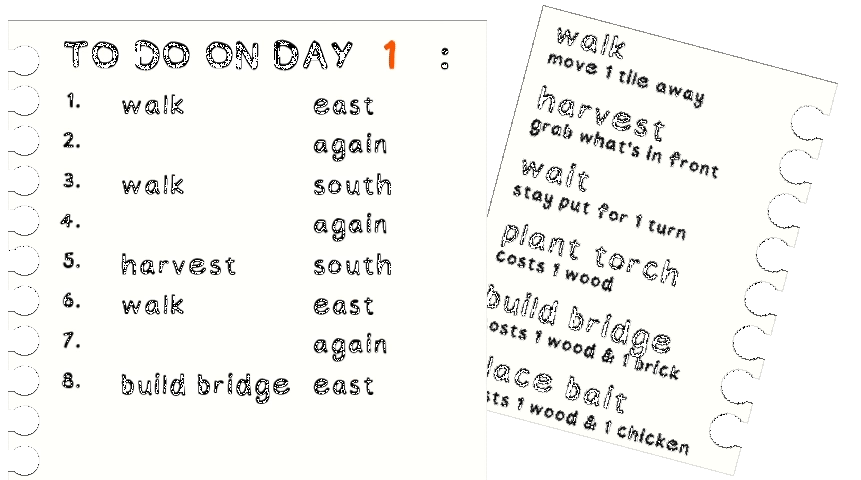 TO DO ON DAY 1 :
1. walk east
2. again
3. walk south
4. again
5. harvest south
6. walk east
7. again
8. build bridge east
walk
move 1 tile away
harvest
grab what's in front
wait
stay put for 1 turn
plant torch
costs 1 wood
build bridge
osts 1 wood & 1 brick
lace bait
sts 1 wood & 1 chicken